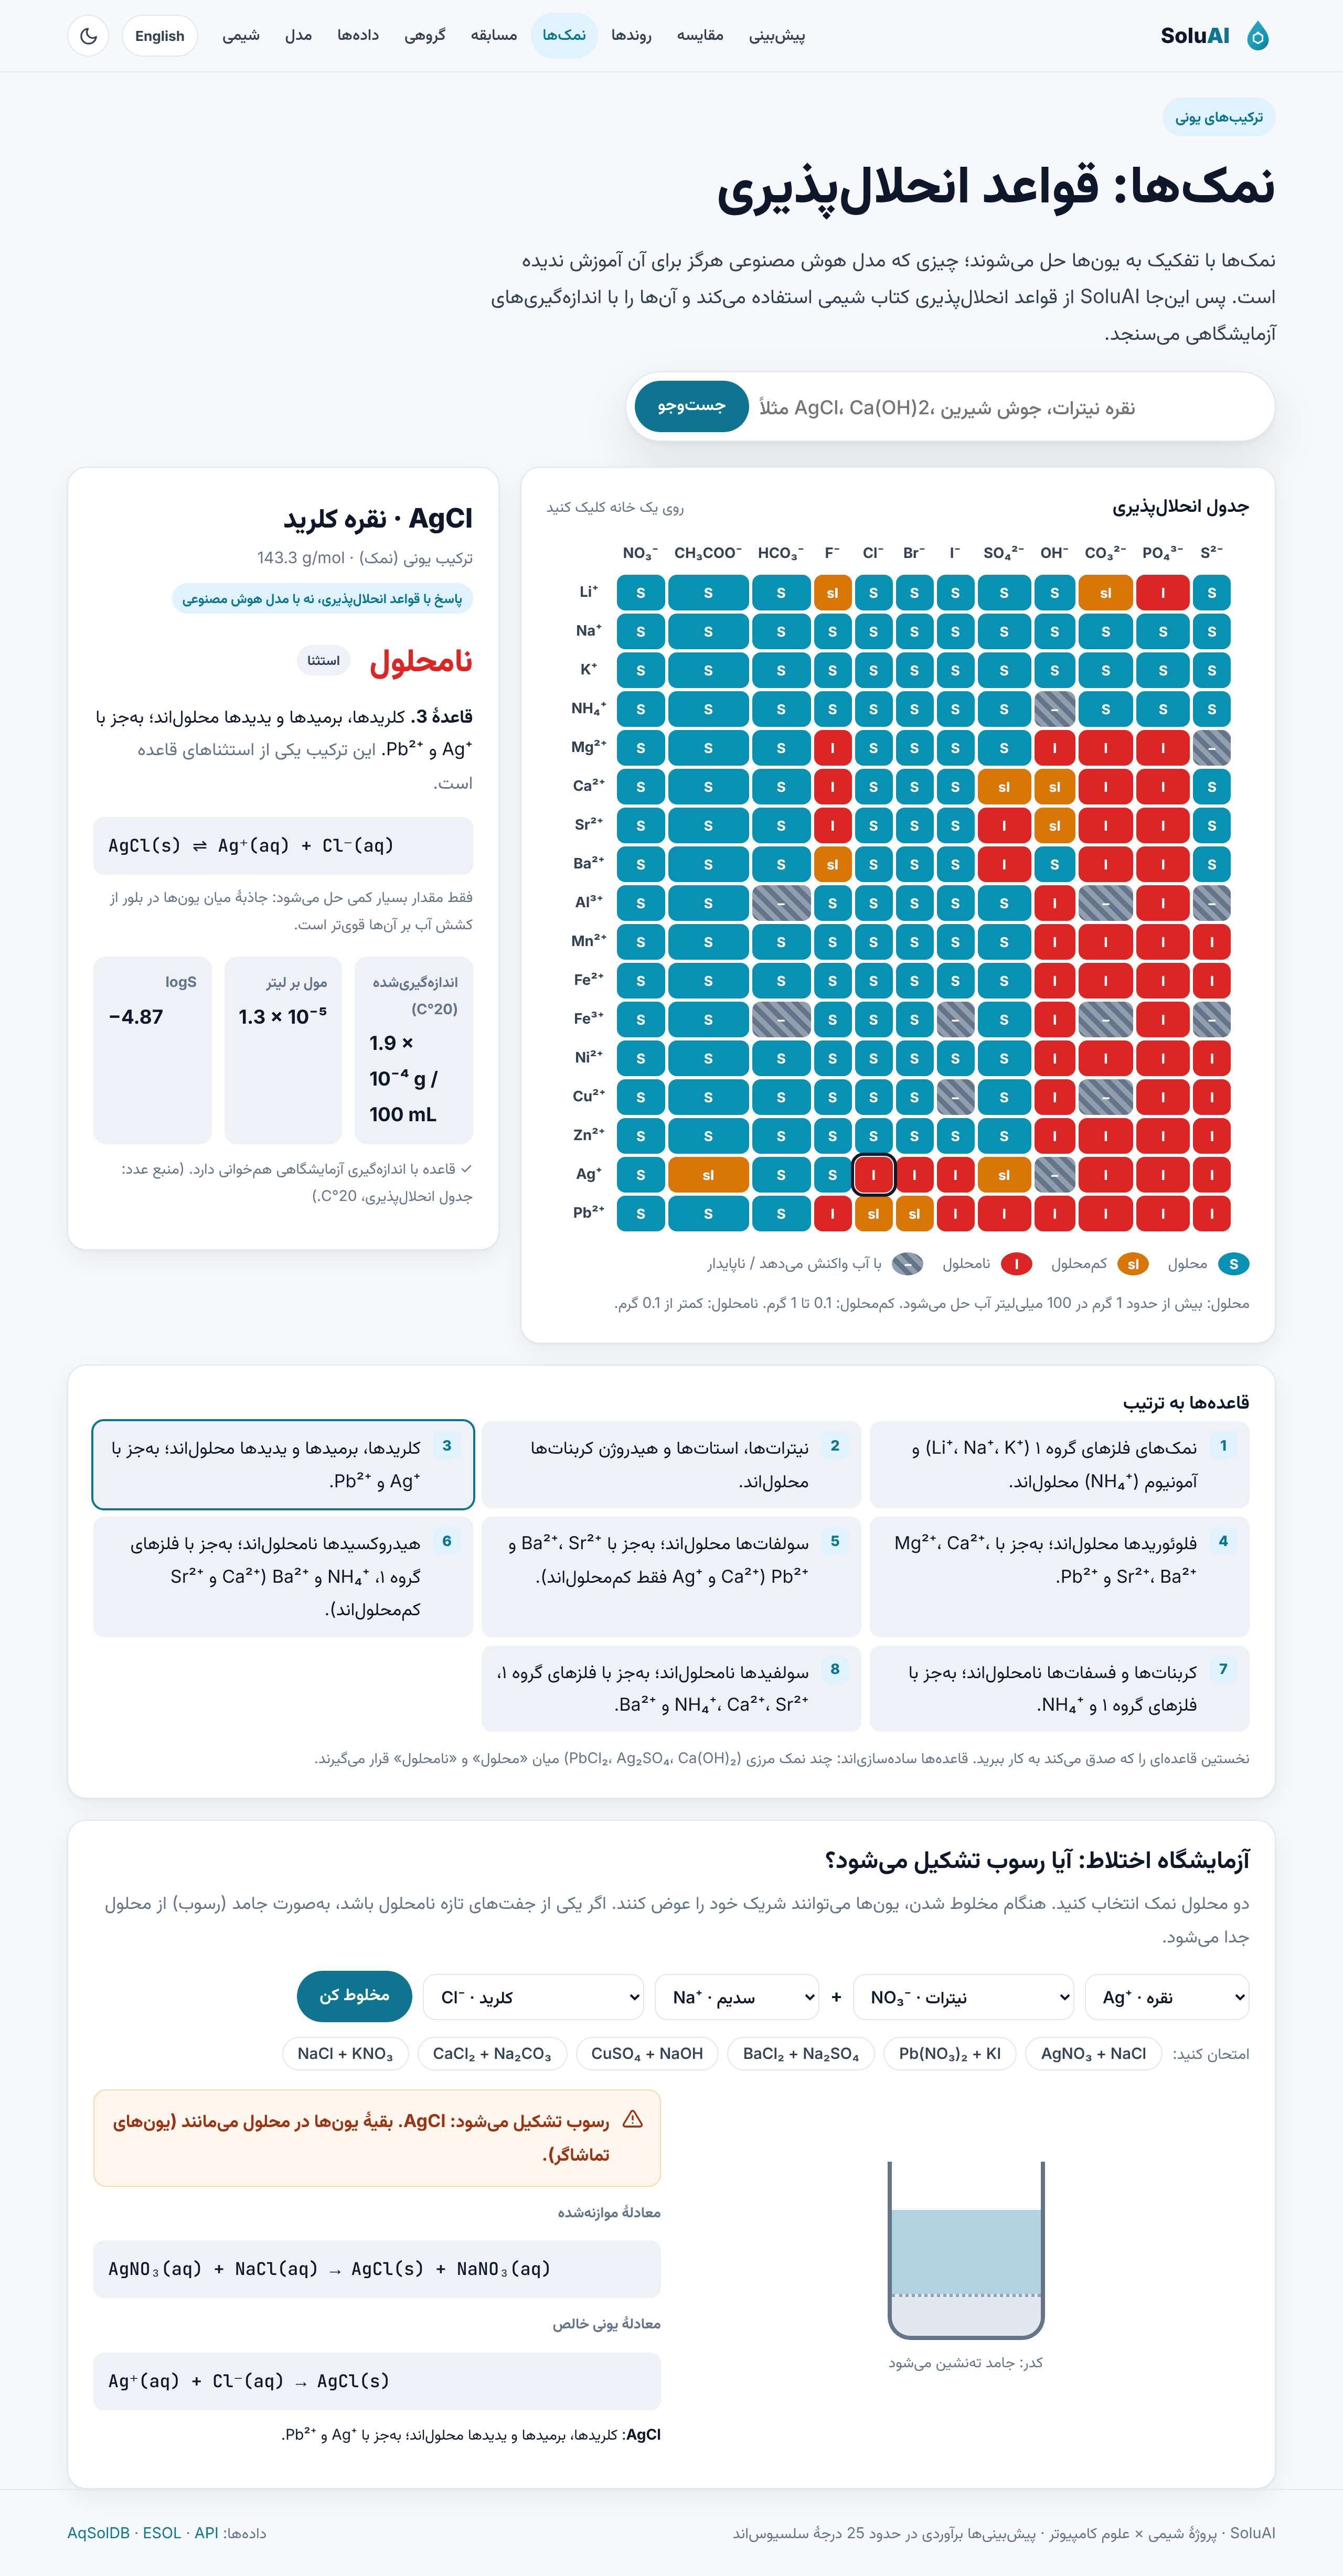 SoluAI
پیش‌بینی
مقایسه
روندها
نمک‌ها
مسابقه
گروهی
داده‌ها
مدل
شیمی
English
ترکیب‌های یونی
نمک‌ها: قواعد انحلال‌پذیری
نمک‌ها با تفکیک به یون‌ها حل می‌شوند؛ چیزی که مدل هوش مصنوعی هرگز برای آن آموزش ندیده
است. پس این‌جا SoluAI از قواعد انحلال‌پذیری کتاب شیمی استفاده می‌کند و آن‌ها را با اندازه‌گیری‌های
آزمایشگاهی می‌سنجد.
مثلاً AgCl، Ca(OH)2، نقره نیترات، جوش شیرین
جست‌وجو
جدول انحلال‌پذیری
روی یک خانه کلیک کنید
NO₃⁻ CH₃COO⁻ HCO₃⁻ F⁻ Cl⁻ Br⁻ I⁻ SO₄²⁻ OH⁻ CO₃²⁻ PO₄³⁻ S²⁻
Li⁺ S S S sl S S S S S sl I S
Na⁺ S S S S S S S S S S S S
K⁺ S S S S S S S S S S S S
NH₄⁺ S S S S S S S S – S S S
Mg²⁺ S S S I S S S S I I I –
Ca²⁺ S S S I S S S sl sl I I S
Sr²⁺ S S S I S S S I sl I I S
Ba²⁺ S S S sl S S S I S I I S
Al³⁺ S S – S S S S S I – I –
Mn²⁺ S S S S S S S S I I I I
Fe²⁺ S S S S S S S S I I I I
Fe³⁺ S S – S S S – S I – I –
Ni²⁺ S S S S S S S S I I I I
Cu²⁺ S S S S S S – S I – I I
Zn²⁺ S S S S S S S S I I I I
Ag⁺ S sl S S I I I sl – I I I
Pb²⁺ S S S I sl sl I I I I I I
S محلول sl کم‌محلول I نامحلول – با آب واکنش می‌دهد / ناپایدار
محلول: بیش از حدود 1 گرم در 100 میلی‌لیتر آب حل می‌شود. کم‌محلول: 0.1 تا 1 گرم. نامحلول: کمتر از 0.1 گرم.
AgCl · نقره کلرید
ترکیب یونی (نمک) · 143.3 g/mol
پاسخ با قواعد انحلال‌پذیری، نه با مدل هوش مصنوعی
نامحلول
استثنا
قاعدهٔ 3. کلریدها، برمیدها و یدیدها محلول‌اند؛ به‌جز با
Ag⁺ و Pb²⁺. این ترکیب یکی از استثناهای قاعده
است.
AgCl(s) ⇌ Ag⁺(aq) + Cl⁻(aq)
فقط مقدار بسیار کمی حل می‌شود: جاذبهٔ میان یون‌ها در بلور از
کشش آب بر آن‌ها قوی‌تر است.
اندازه‌گیری‌شده
(20°C)
1.9 ×
10⁻⁴ g /
100 mL
مول بر لیتر
1.3 × 10⁻⁵
logS
−4.87
✓ قاعده با اندازه‌گیری آزمایشگاهی هم‌خوانی دارد. (منبع عدد:
جدول انحلال‌پذیری، 20°C.)
قاعده‌ها به ترتیب
1
نمک‌های فلزهای گروه ۱ (Li⁺، Na⁺، K⁺) و
آمونیوم (NH₄⁺) محلول‌اند.
2
نیترات‌ها، استات‌ها و هیدروژن کربنات‌ها
محلول‌اند.
3
کلریدها، برمیدها و یدیدها محلول‌اند؛ به‌جز با
Ag⁺ و Pb²⁺.
4
فلوئوریدها محلول‌اند؛ به‌جز با Mg²⁺، Ca²⁺،
Sr²⁺، Ba²⁺ و Pb²⁺.
5
سولفات‌ها محلول‌اند؛ به‌جز با Ba²⁺، Sr²⁺ و
Pb²⁺ (Ca²⁺ و Ag⁺ فقط کم‌محلول‌اند).
6
هیدروکسیدها نامحلول‌اند؛ به‌جز با فلزهای
گروه ۱، NH₄⁺ و Ba²⁺ (Ca²⁺ و Sr²⁺
کم‌محلول‌اند).
7
کربنات‌ها و فسفات‌ها نامحلول‌اند؛ به‌جز با
فلزهای گروه ۱ و NH₄⁺.
8
سولفیدها نامحلول‌اند؛ به‌جز با فلزهای گروه ۱،
NH₄⁺، Ca²⁺، Sr²⁺ و Ba²⁺.
نخستین قاعده‌ای را که صدق می‌کند به کار ببرید. قاعده‌ها ساده‌سازی‌اند: چند نمک مرزی (PbCl₂، Ag₂SO₄، Ca(OH)₂) میان «محلول» و «نامحلول» قرار می‌گیرند.
آزمایشگاه اختلاط: آیا رسوب تشکیل می‌شود؟
دو محلول نمک انتخاب کنید. هنگام مخلوط شدن، یون‌ها می‌توانند شریک خود را عوض کنند. اگر یکی از جفت‌های تازه نامحلول باشد، به‌صورت جامد (رسوب) از محلول
جدا می‌شود.
نقره · Ag⁺
نیترات · NO₃⁻
+
سدیم · Na⁺
کلرید · Cl⁻
مخلوط کن
امتحان کنید:
AgNO₃ + NaCl
Pb(NO₃)₂ + KI
BaCl₂ + Na₂SO₄
CuSO₄ + NaOH
CaCl₂ + Na₂CO₃
NaCl + KNO₃
کدر: جامد ته‌نشین می‌شود
رسوب تشکیل می‌شود: AgCl. بقیهٔ یون‌ها در محلول می‌مانند (یون‌های
تماشاگر).
معادلهٔ موازنه‌شده
AgNO₃(aq) + NaCl(aq) → AgCl(s) + NaNO₃(aq)
معادلهٔ یونی خالص
Ag⁺(aq) + Cl⁻(aq) → AgCl(s)
AgCl: کلریدها، برمیدها و یدیدها محلول‌اند؛ به‌جز با Ag⁺ و Pb²⁺.
SoluAI · پروژهٔ شیمی × علوم کامپیوتر · پیش‌بینی‌ها برآوردی در حدود 25 درجهٔ سلسیوس‌اند
داده‌ها: AqSolDB · ESOL · API